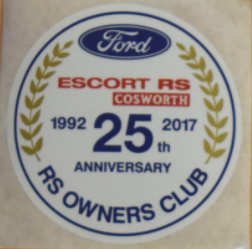 Ford
ESCORT RS
COSWORTH
1992 25th 2017
ANNIVERSARY
RS OWNERS CLUB